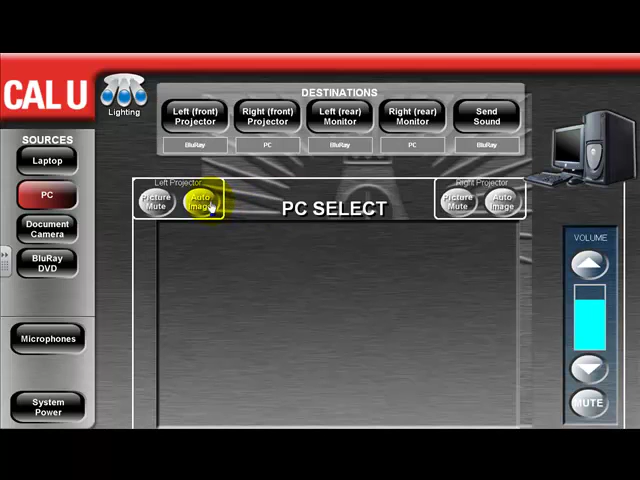 CAL U
Lighting
DESTINATIONS
Left (front)
Projector
Right (front)
Projector
Left (rear)
Monitor
Right (rear)
Monitor
Send
Sound
BluRay
PC
BluRay
PC
BluRay
SOURCES
Laptop
PC
Document
Camera
BluRay
DVD
Microphones
System
Power
Left Projector
Picture
Mute
Auto
Image
PC SELECT
Right Projector
Picture
Mute
Auto
Image
VOLUME
MUTE